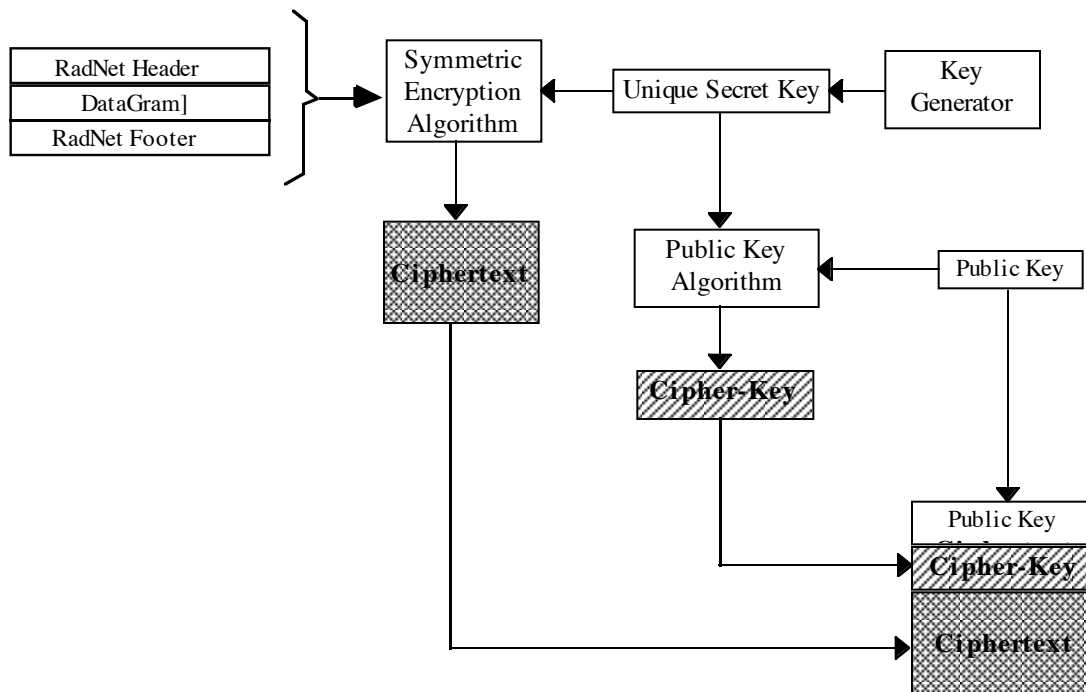 RadNet Header
DataGram]
RadNet Footer
Symmetric
Encryption
Algorithm
Unique Secret Key
Key
Generator
Ciphertext
Public Key
Algorithm
Public Key
Cipher-Key
Public Key
Cipher-Key
Ciphertext